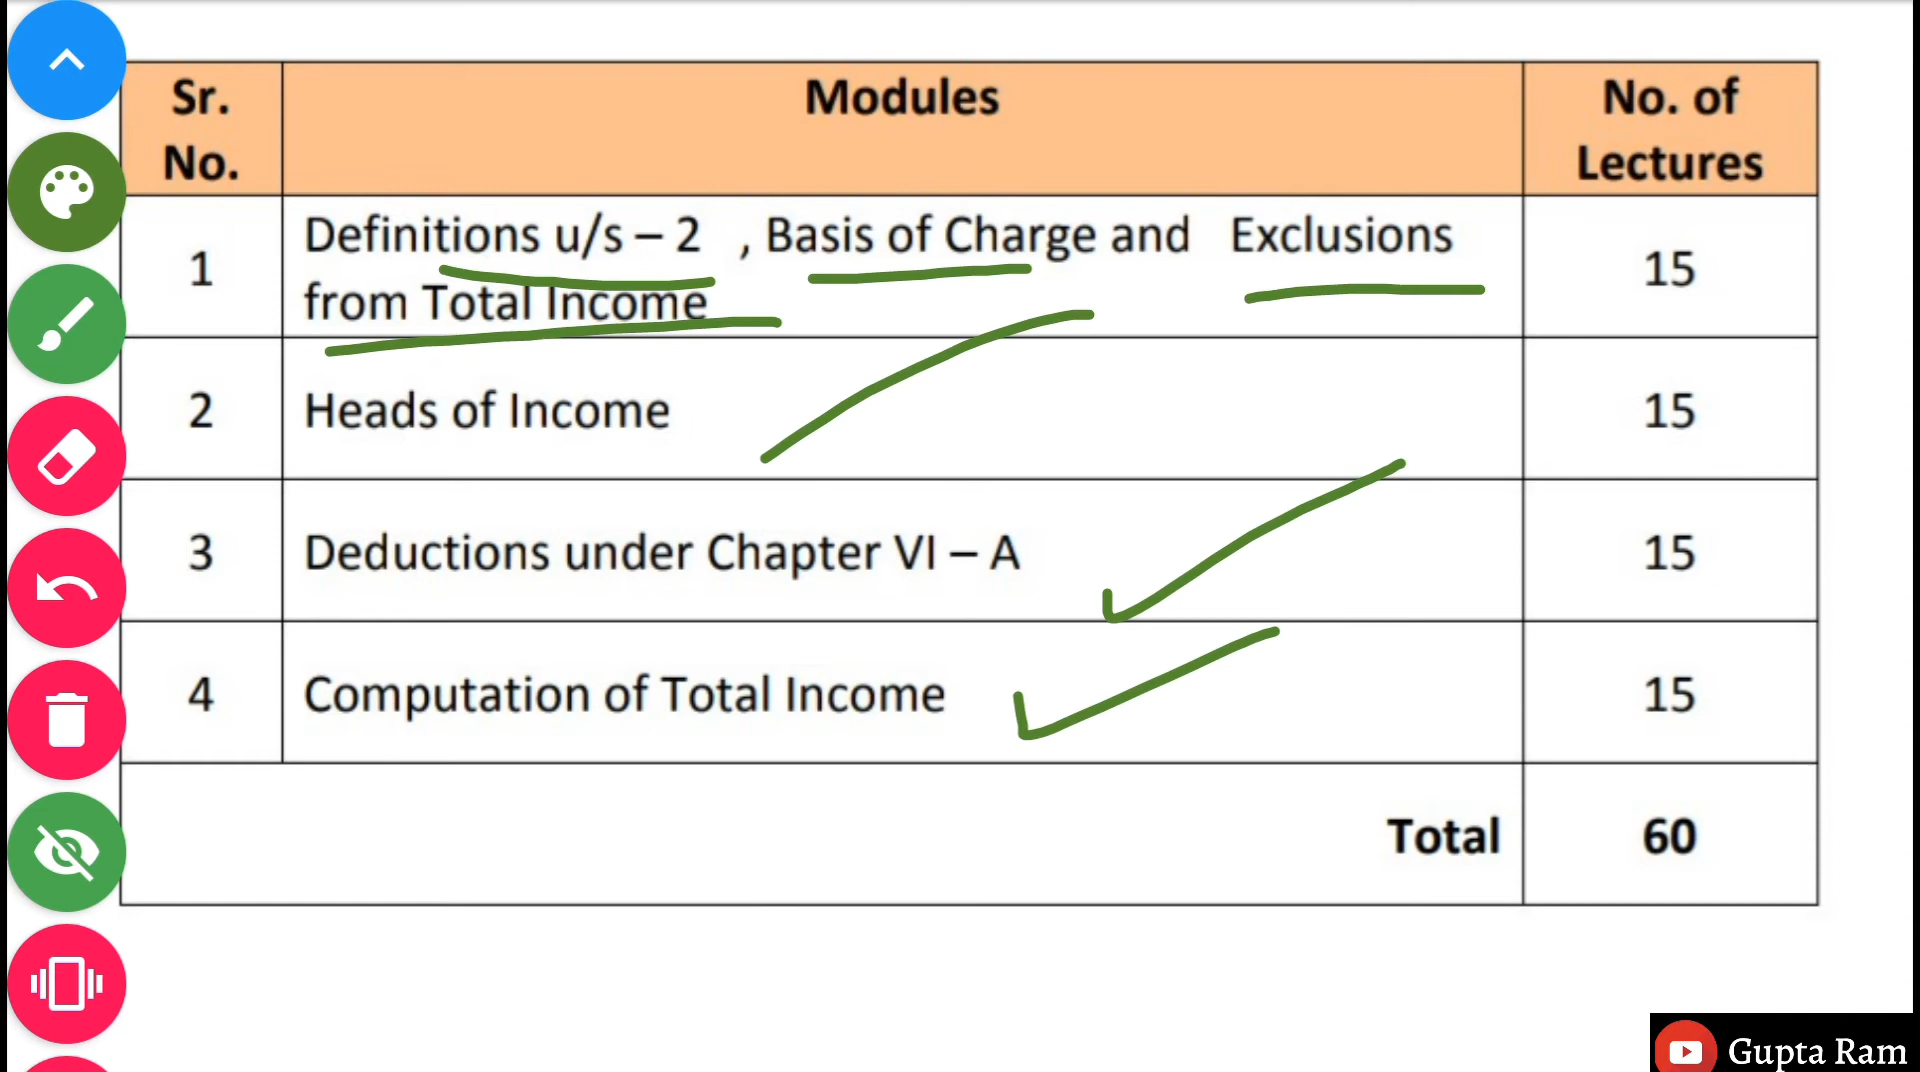 Sr. No.
Modules
No. of Lectures
1
Definitions u/s – 2 , Basis of Charge and Exclusions
from Total Income
15
2
Heads of Income
15
3
Deductions under Chapter VI – A
15
4
Computation of Total Income
15
Total
60
Gupta Ram